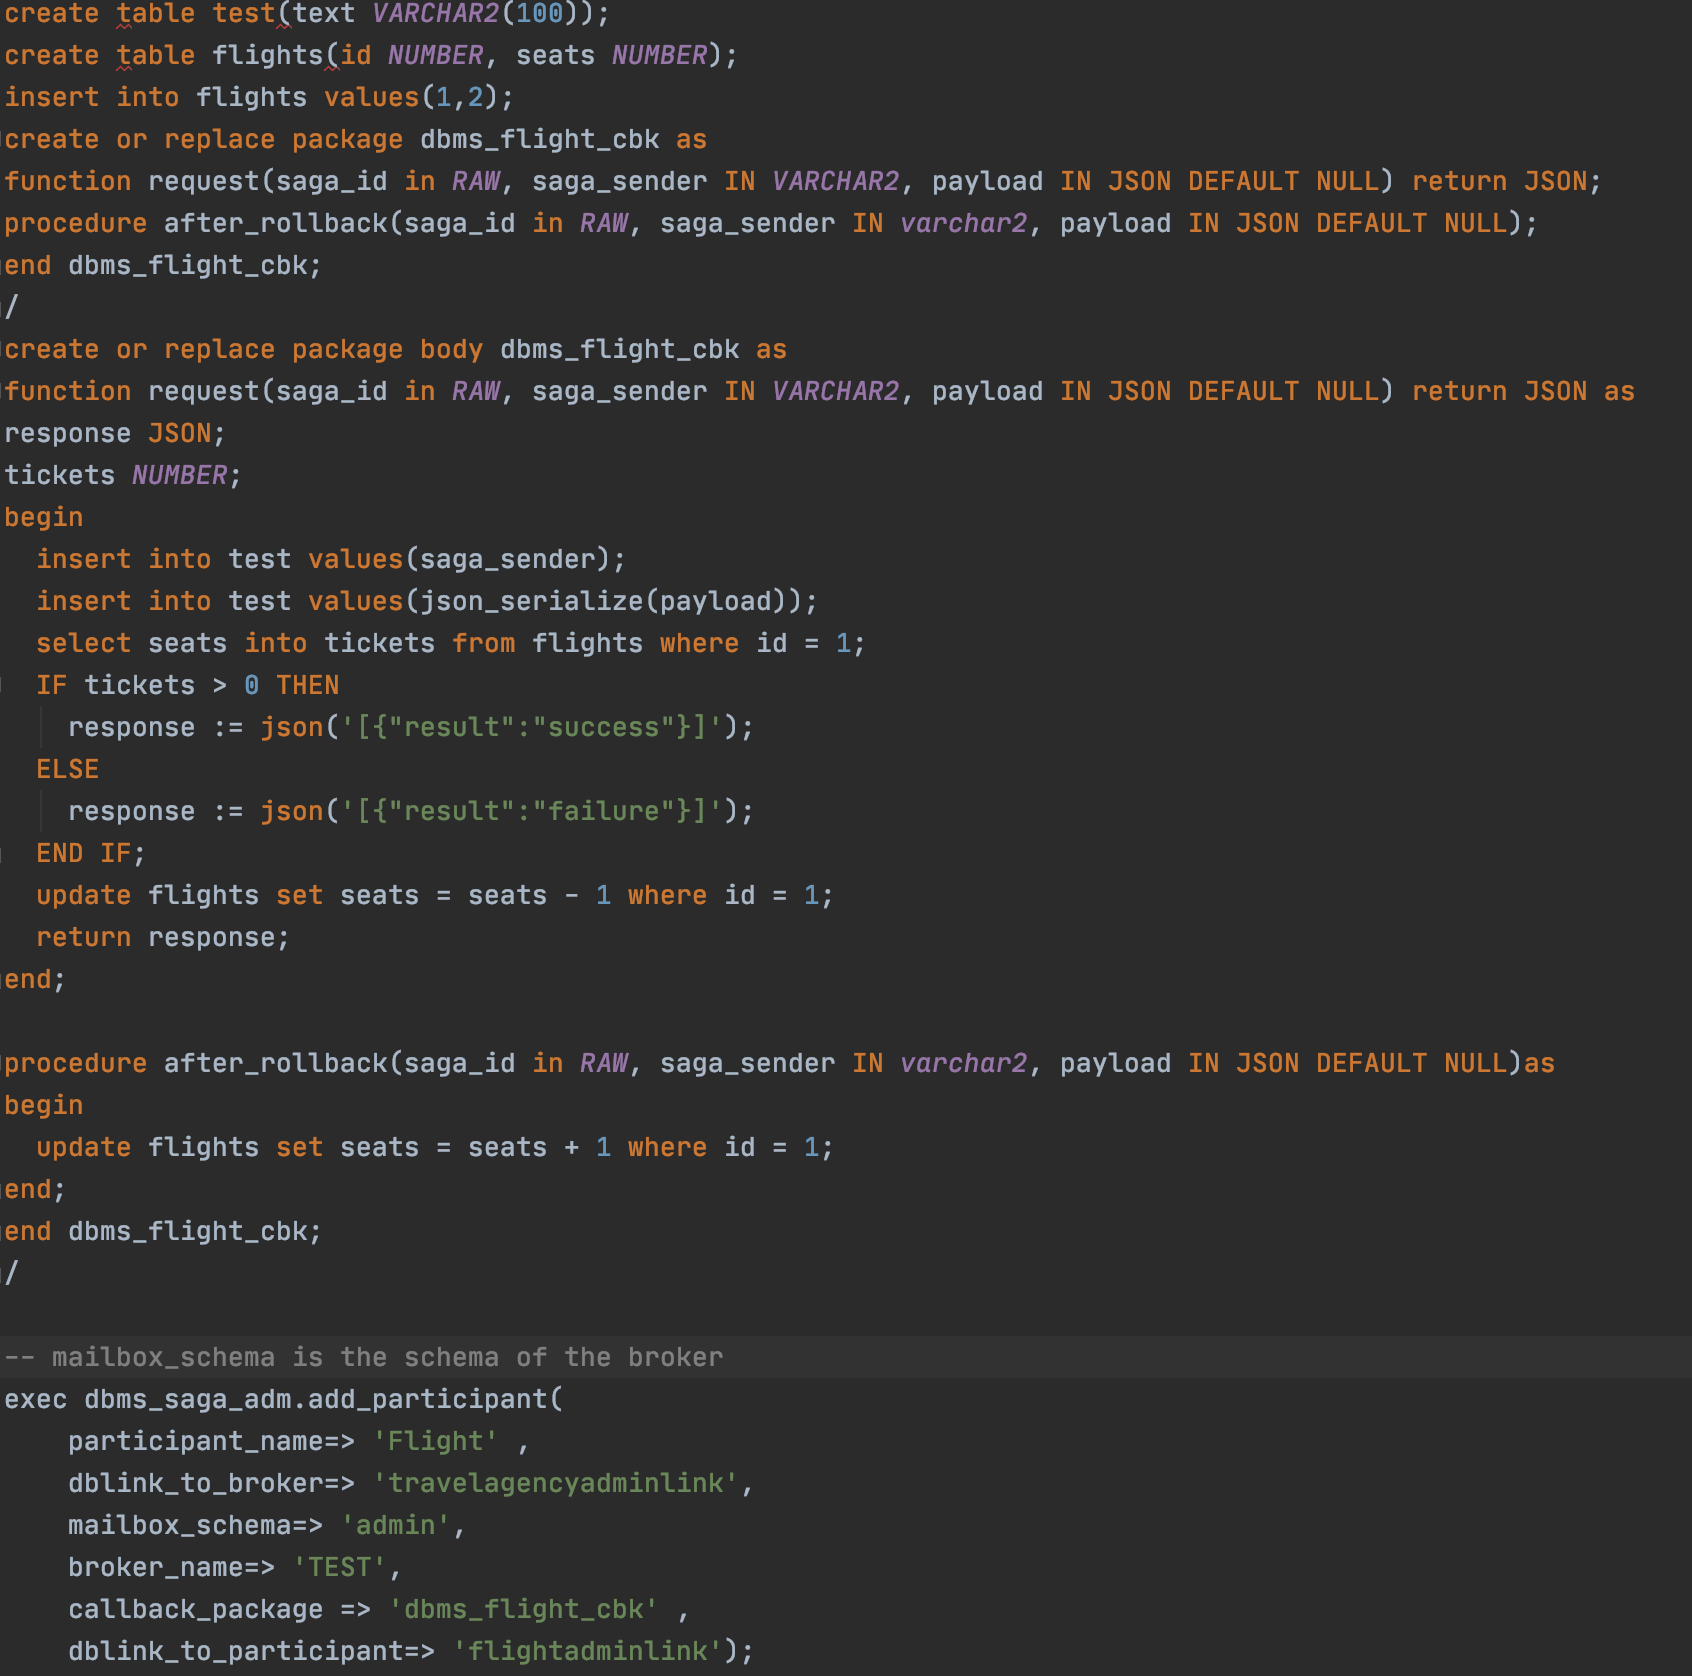 create table test(text VARCHAR2(100));
create table flights(id NUMBER, seats NUMBER);
insert into flights values(1,2);
create or replace package dbms_flight_cbk as
function request(saga_id in RAW, saga_sender IN VARCHAR2, payload IN JSON DEFAULT NULL) return JSON;
procedure after_rollback(saga_id in RAW, saga_sender IN varchar2, payload IN JSON DEFAULT NULL);
end dbms_flight_cbk;
/
create or replace package body dbms_flight_cbk as
function request(saga_id in RAW, saga_sender IN VARCHAR2, payload IN JSON DEFAULT NULL) return JSON as
response JSON;
tickets NUMBER;
begin
  insert into test values(saga_sender);
  insert into test values(json_serialize(payload));
  select seats into tickets from flights where id = 1;
  IF tickets > 0 THEN
    response := json('[{"result":"success"}]');
  ELSE
    response := json('[{"result":"failure"}]');
  END IF;
  update flights set seats = seats - 1 where id = 1;
  return response;
end;

procedure after_rollback(saga_id in RAW, saga_sender IN varchar2, payload IN JSON DEFAULT NULL)as
begin
  update flights set seats = seats + 1 where id = 1;
end;
end dbms_flight_cbk;
/

-- mailbox_schema is the schema of the broker
exec dbms_saga_adm.add_participant(
    participant_name=> 'Flight' ,
    dblink_to_broker=> 'travelagencyadminlink',
    mailbox_schema=> 'admin',
    broker_name=> 'TEST',
    callback_package => 'dbms_flight_cbk' ,
    dblink_to_participant=> 'flightadminlink');